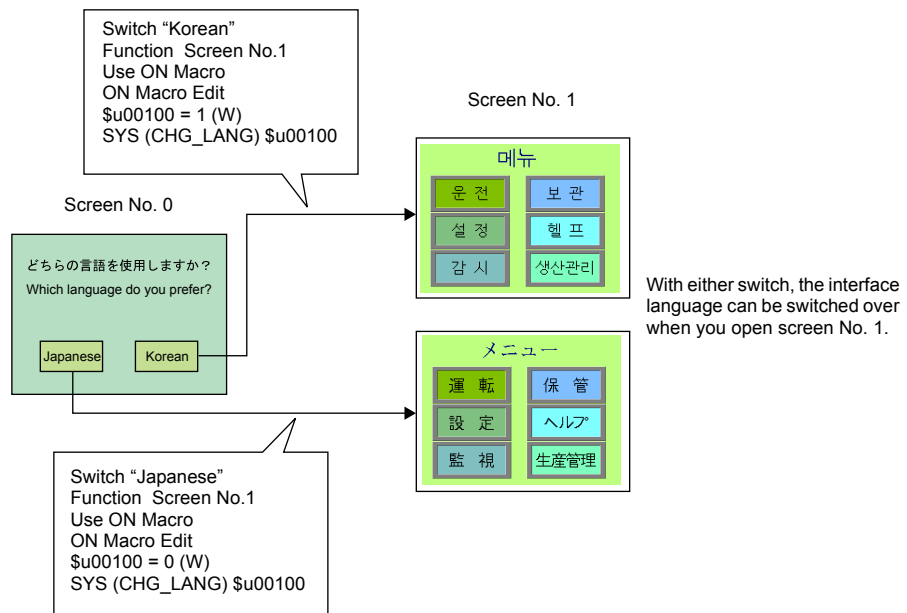 Switch “Korean”
Function Screen No.1
Use ON Macro
ON Macro Edit
$u00100 = 1 (W)
SYS (CHG_LANG) $u00100
Screen No. 0
どちらの言語を使用しますか？
Which language do you prefer?
Japanese
Korean
Screen No. 1
메뉴
운 전
보 관
설 정
헬 프
감 시
생산관리
メニュー
運 転
保 管
設 定
ヘルプ
監 視
生産管理
With either switch, the interface
language can be switched over
when you open screen No. 1.
Switch “Japanese”
Function Screen No.1
Use ON Macro
ON Macro Edit
$u00100 = 0 (W)
SYS (CHG_LANG) $u00100